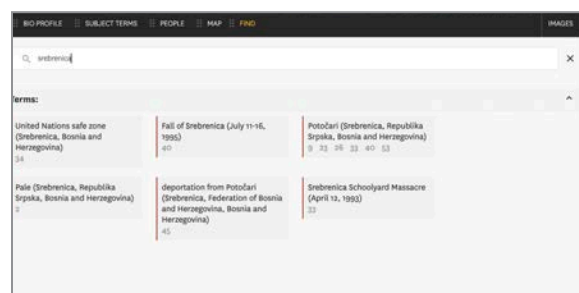 BIO PROFILE SUBJECT TERMS PEOPLE MAP FIND IMAGES
srebrenica
Terms:
United Nations safe zone
(Srebrenica, Bosnia and
Herzegovina)
34
Fall of Srebrenica (July 11-16,
1995)
40
Potočari (Srebrenica, Republika
Srpska, Bosnia and Herzegovina)
9 23 26 33 40 53
Pale (Srebrenica, Republika
Srpska, Bosnia and Herzegovina)
2
deportation from Potočari
(Srebrenica, Federation of Bosnia
and Herzegovina, Bosnia and
Herzegovina)
45
Srebrenica Schoolyard Massacre
(April 12, 1993)
33